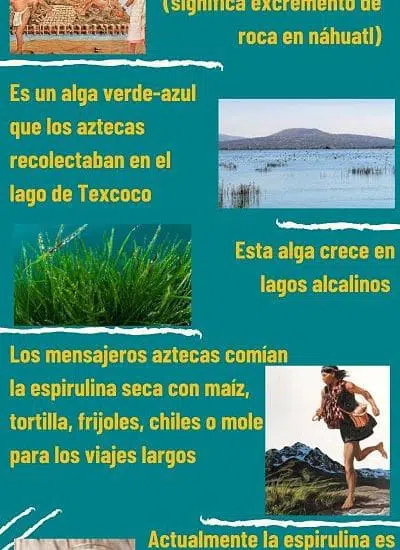 (significa excremento de
roca en náhuatl)
Es un alga verde-azul
que los aztecas
recolectaban en el
lago de Texcoco
Esta alga crece en
lagos alcalinos
Los mensajeros aztecas comían
la espirulina seca con maíz,
tortilla, frijoles, chiles o mole
para los viajes largos
Actualmente la espirulina es